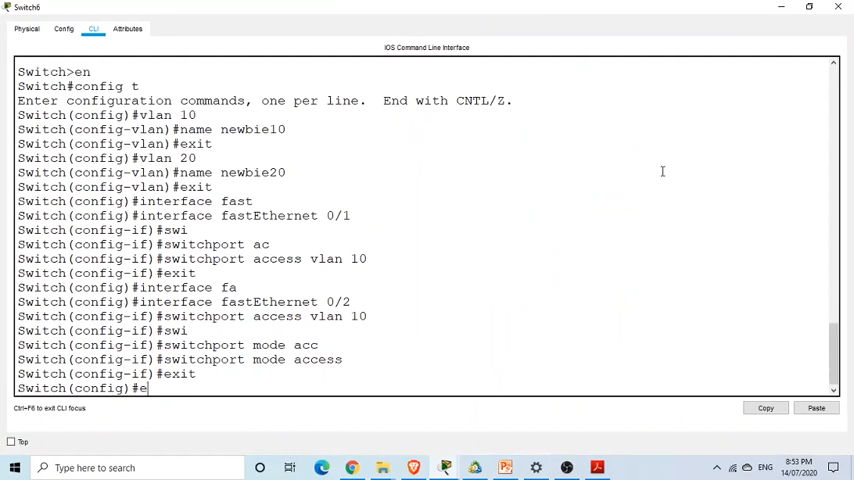 Switch6
Physical Config CLI Attributes
IOS Command Line Interface
Switch>en
Switch#config t
Enter configuration commands, one per line.  End with CNTL/Z.
Switch(config)#vlan 10
Switch(config-vlan)#name newbie10
Switch(config-vlan)#exit
Switch(config)#vlan 20
Switch(config-vlan)#name newbie20
Switch(config-vlan)#exit
Switch(config)#interface fast
Switch(config)#interface fastEthernet 0/1
Switch(config-if)#swi
Switch(config-if)#switchport ac
Switch(config-if)#switchport access vlan 10
Switch(config-if)#exit
Switch(config)#interface fa
Switch(config)#interface fastEthernet 0/2
Switch(config-if)#switchport access vlan 10
Switch(config-if)#swi
Switch(config-if)#switchport mode acc
Switch(config-if)#switchport mode access
Switch(config-if)#exit
Switch(config)#e
Ctrl+F6 to exit CLI focus
Copy Paste
Top
Type here to search
ENG
8:53 PM
14/07/2020